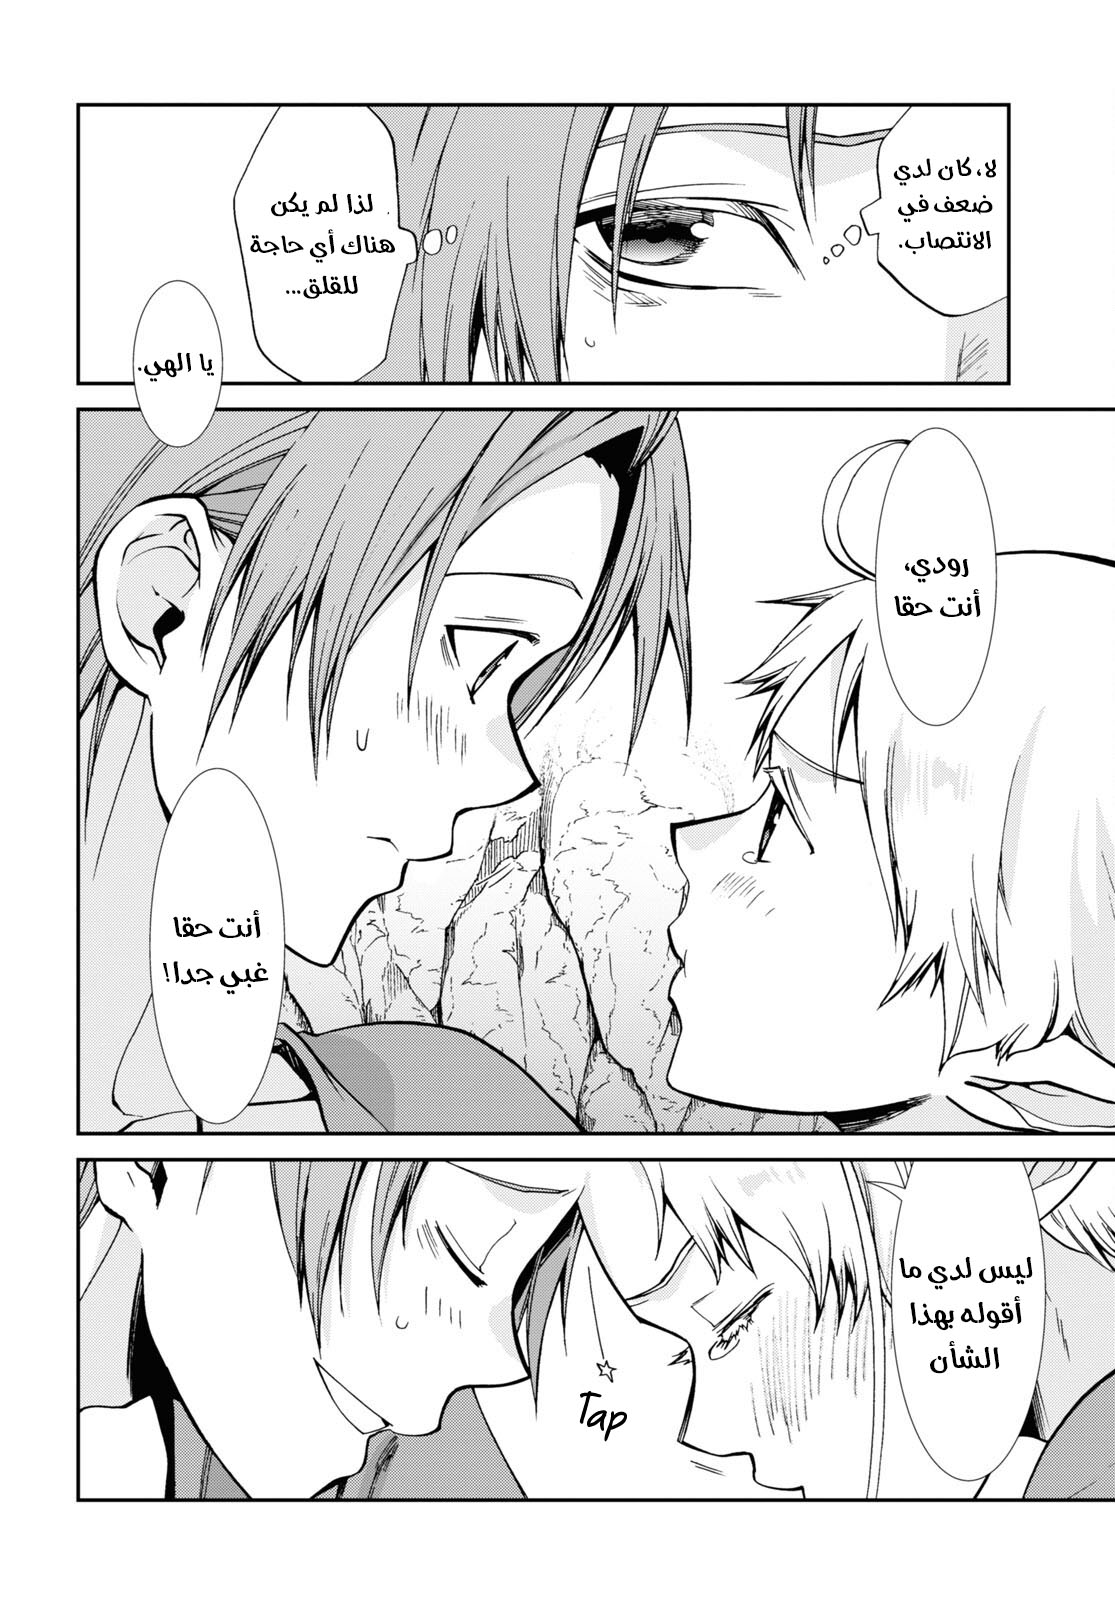 لا، كان لدي
ضعف في
الانتصاب.
لذا لم يكن
هناك أي حاجة
للقلق...
يا الهي.
رودي،
أنت حقا
أنت حقا
غبي جدا!
ليس لدي ما
أقوله بهذا
الشأن
Tap